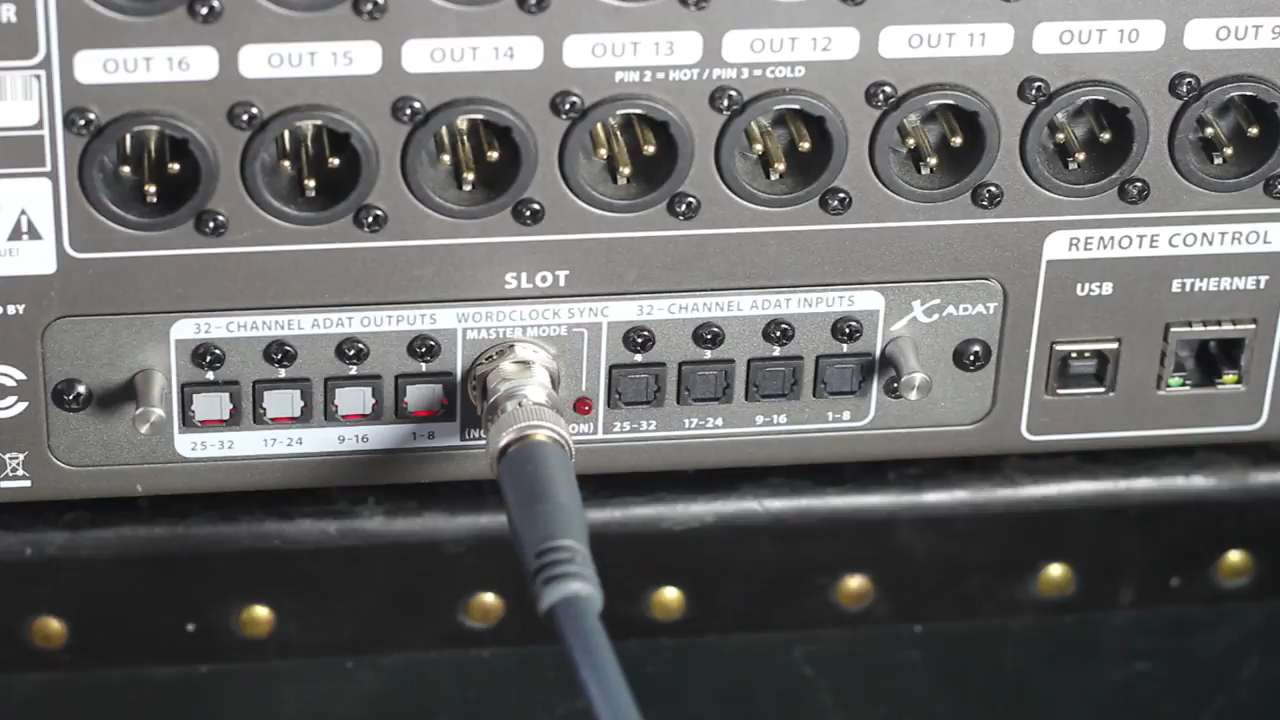 R
OUT 16
OUT 15
OUT 14
OUT 13
OUT 12
OUT 11
OUT 10
OUT 9
PIN 2 = HOT / PIN 3 = COLD
UE!
D BY
SLOT
REMOTE CONTROL
USB
ETHERNET
32-CHANNEL ADAT OUTPUTS
WORDCLOCK SYNC
32-CHANNEL ADAT INPUTS
X ADAT
MASTER MODE
4
3
2
1
4
3
2
1
25-32
17-24
9-16
1-8
(NO
ON)
25-32
17-24
9-16
1-8